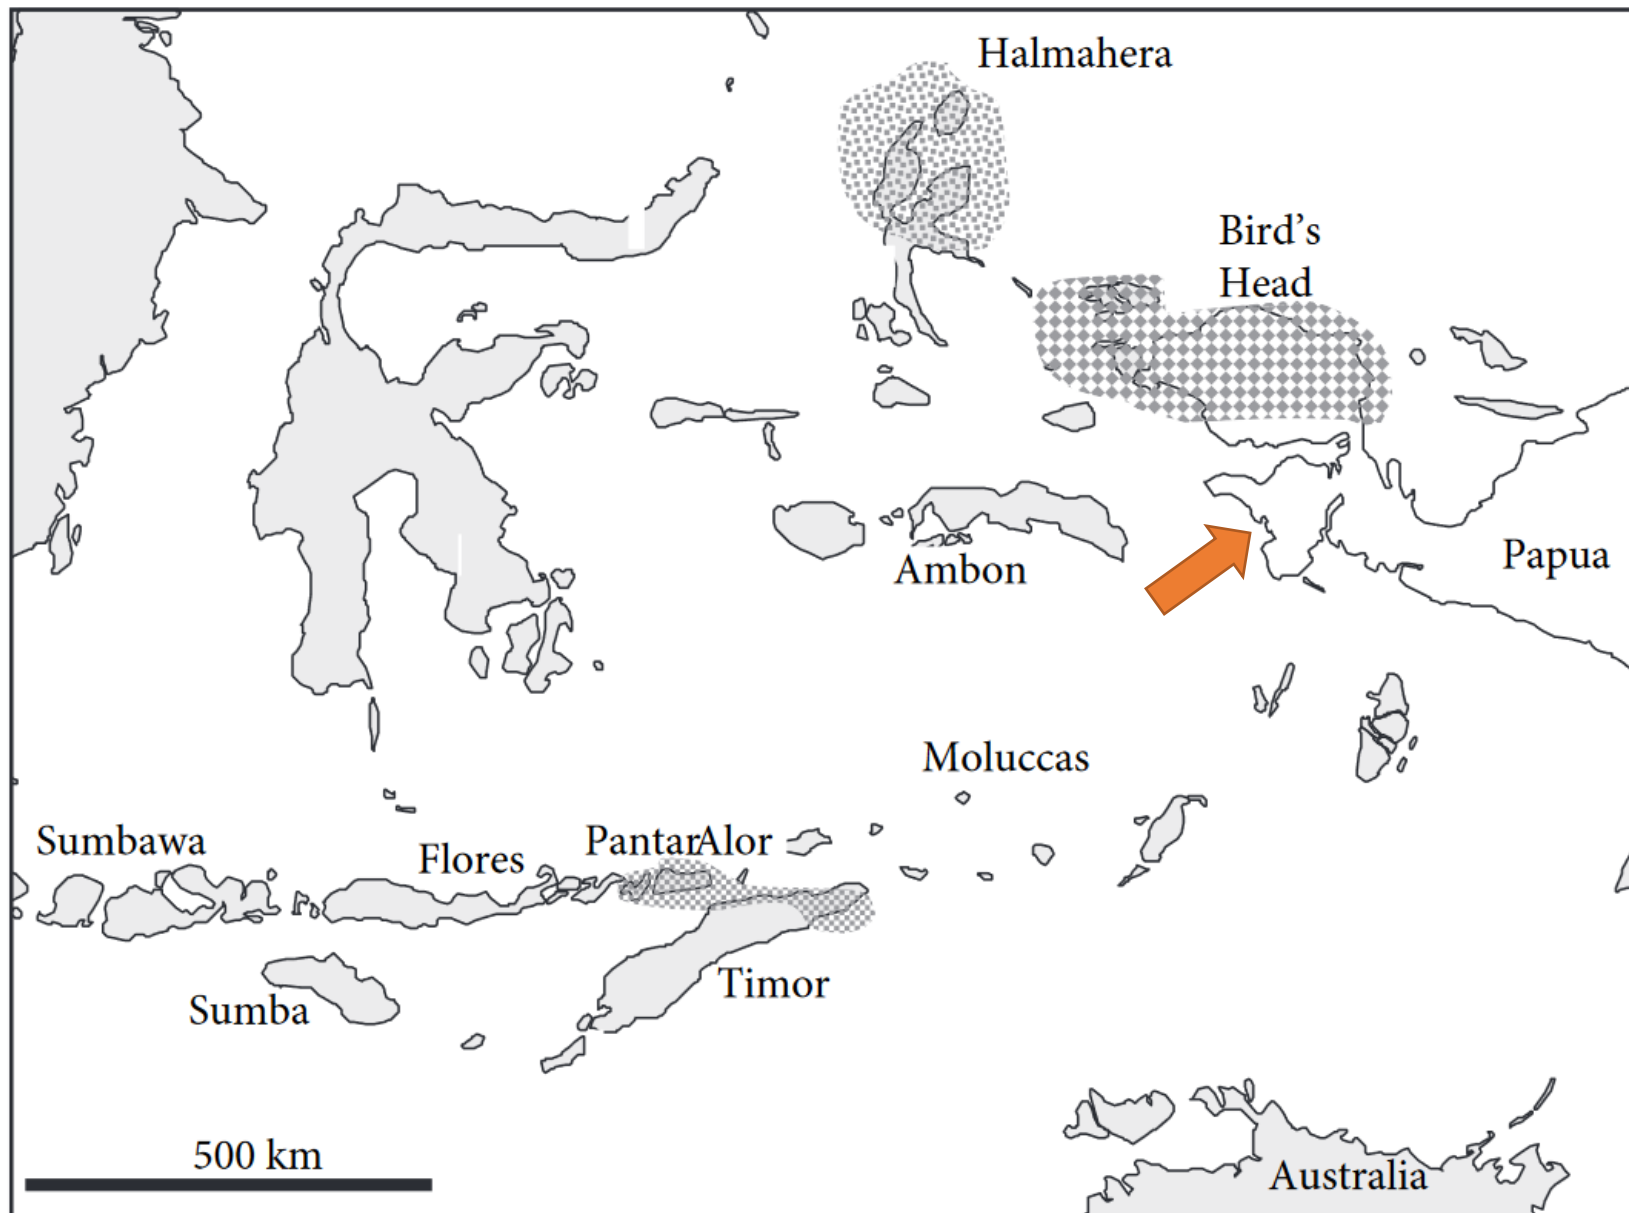 Halmahera
Bird's
Head
Ambon
Papua
Moluccas
Sumbawa
Flores
PantarAlor
Timor
Sumba
500 km
Australia